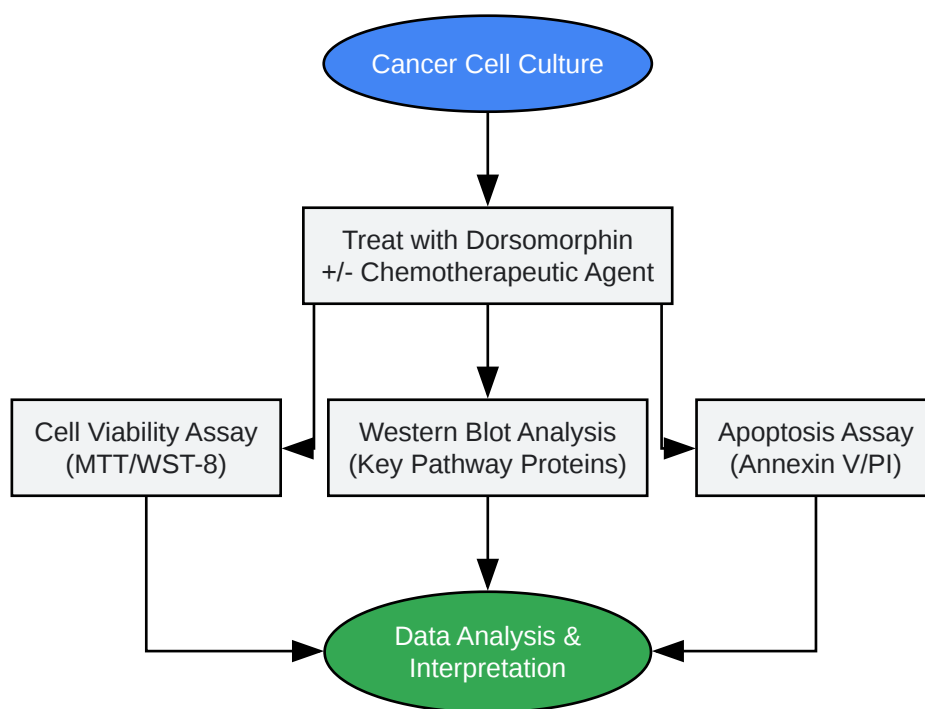 Cancer Cell Culture
Treat with Dorsomorphin
+/- Chemotherapeutic Agent
Cell Viability Assay
(MTT/WST-8)
Western Blot Analysis
(Key Pathway Proteins)
Apoptosis Assay
(Annexin V/PI)
Data Analysis &
Interpretation